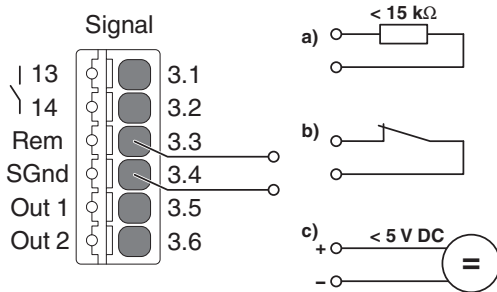 Signal
13 3.1
14 3.2
Rem 3.3
SGnd 3.4
Out 1 3.5
Out 2 3.6
a) < 15 kΩ
b)
c) + < 5 V DC
– =